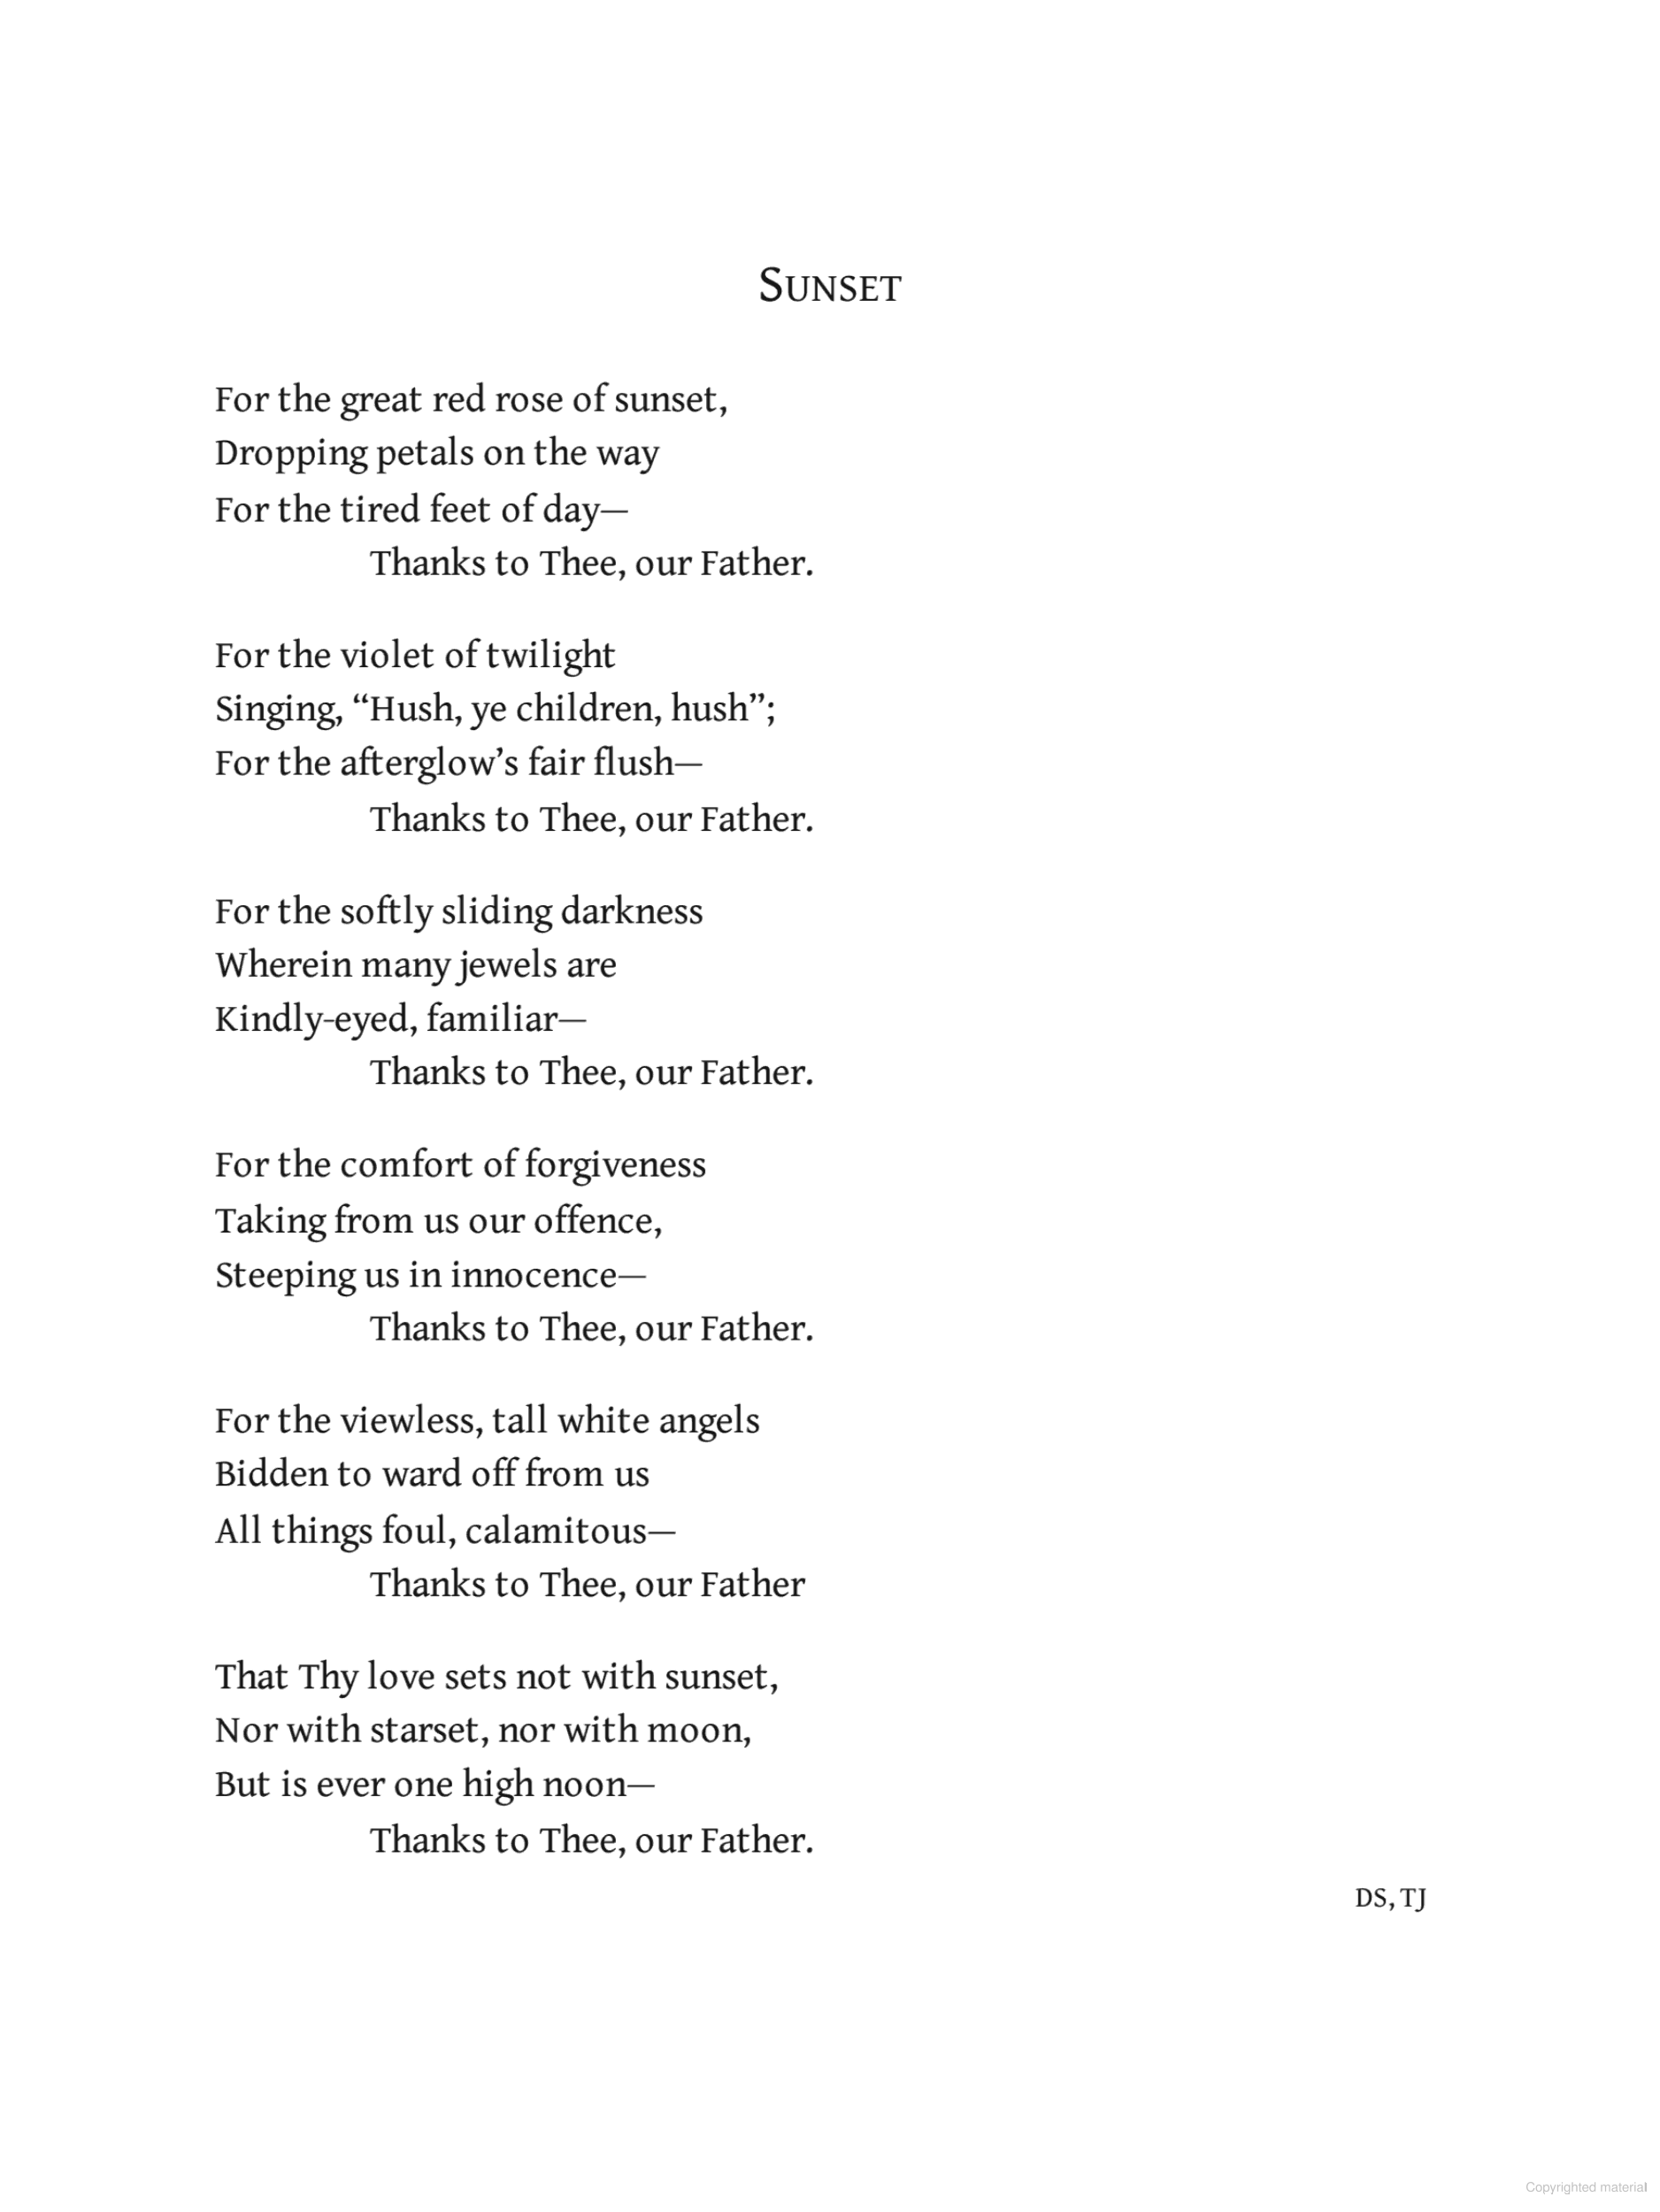 Sunset
For the great red rose of sunset,
Dropping petals on the way
For the tired feet of day—
Thanks to Thee, our Father.
For the violet of twilight
Singing, “Hush, ye children, hush”;
For the afterglow’s fair flush—
Thanks to Thee, our Father.
For the softly sliding darkness
Wherein many jewels are
Kindly-eyed, familiar—
Thanks to Thee, our Father.
For the comfort of forgiveness
Taking from us our offence,
Steeping us in innocence—
Thanks to Thee, our Father.
For the viewless, tall white angels
Bidden to ward off from us
All things foul, calamitous—
Thanks to Thee, our Father
That Thy love sets not with sunset,
Nor with starset, nor with moon,
But is ever one high noon—
Thanks to Thee, our Father.
DS, TJ
Copyrighted material